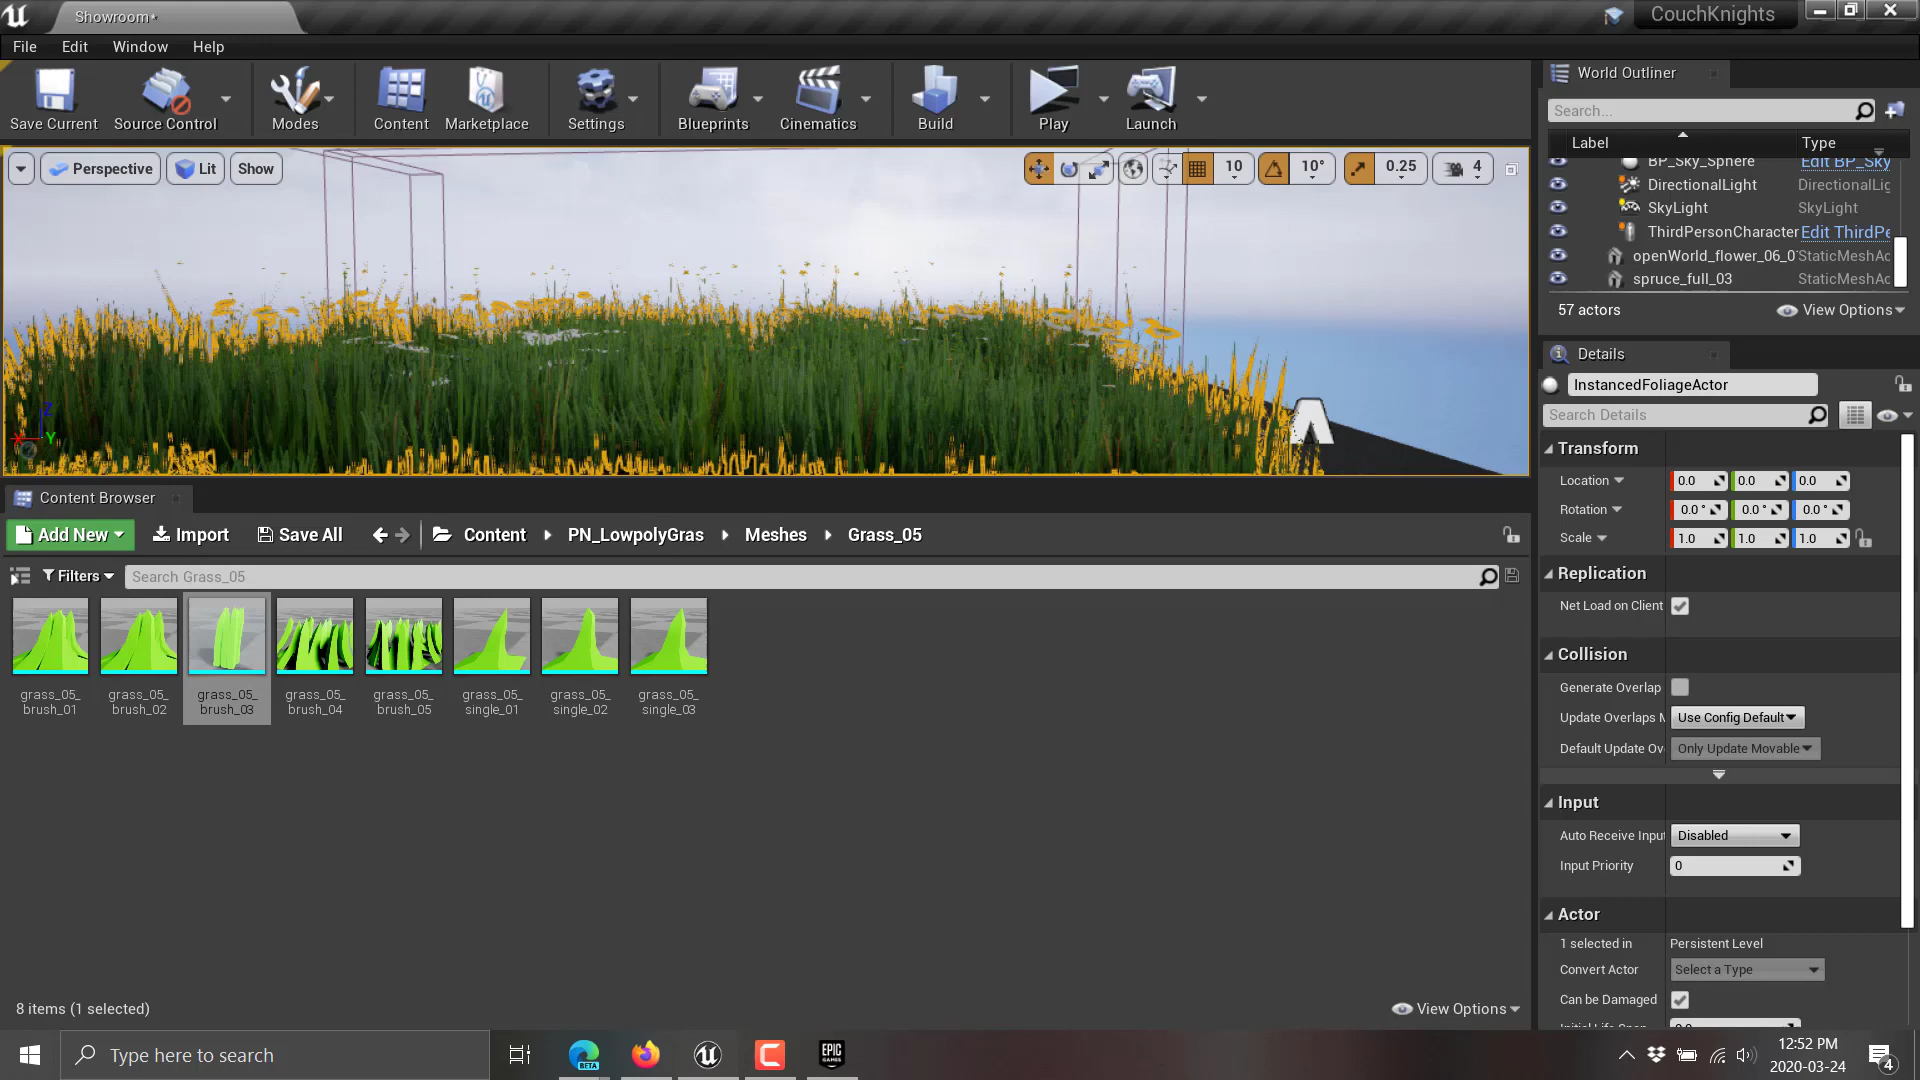 Showroom*
CouchKnights
File Edit Window Help
Save Current Source Control Modes Content Marketplace Settings Blueprints Cinematics Build Play Launch
Perspective Lit Show
10 10° 0.25 4
X Y Z
World Outliner
Search...
Label Type
BP_Sky_Sphere Edit BP_Sky
DirectionalLight DirectionalLig
SkyLight SkyLight
ThirdPersonCharacter Edit ThirdPe
openWorld_flower_06_0 StaticMeshAc
spruce_full_03 StaticMeshAc
57 actors View Options
Details
InstancedFoliageActor
Search Details
Transform
Location 0.0 0.0 0.0
Rotation 0.0 ° 0.0 ° 0.0 °
Scale 1.0 1.0 1.0
Replication
Net Load on Client
Collision
Generate Overlap
Update Overlaps M Use Config Default
Default Update Ov Only Update Movable
Input
Auto Receive Input Disabled
Input Priority 0
Actor
1 selected in Persistent Level
Convert Actor Select a Type
Can be Damaged
Content Browser
Add New Import Save All Content PN_LowpolyGras Meshes Grass_05
Filters Search Grass_05
grass_05_
brush_01
grass_05_
brush_02
grass_05_
brush_03
grass_05_
brush_04
grass_05_
brush_05
grass_05_
single_01
grass_05_
single_02
grass_05_
single_03
8 items (1 selected) View Options
Type here to search
BETA
EPIC
GAMES
12:52 PM
2020-03-24
4